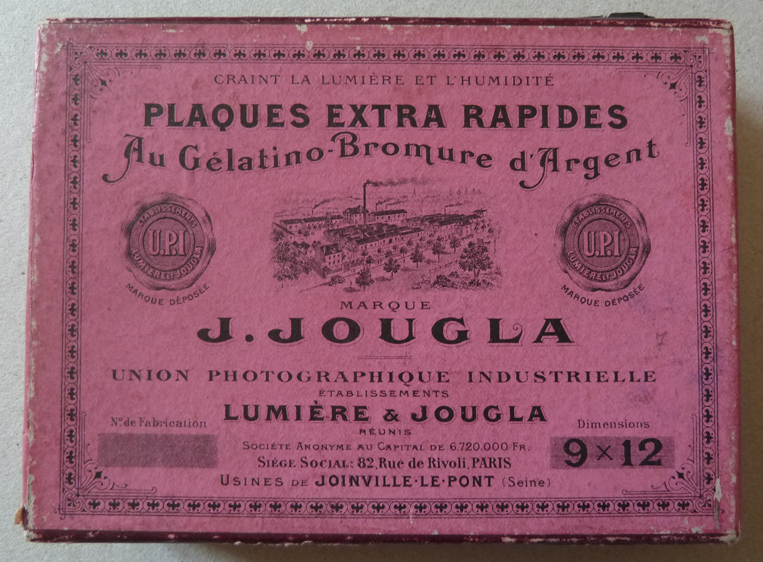 CRAINT LA LUMIÈRE ET L'HUMIDITÉ
PLAQUES EXTRA RAPIDES
Au Gélatino-Bromure d'Argent
ÉTABLISSEMENTS
U.P.I
LUMIÈRE ET JOUGLA
MARQUE DÉPOSÉE
ÉTABLISSEMENTS
U.P.I
LUMIÈRE ET JOUGLA
MARQUE DÉPOSÉE
MARQUE
J. JOUGLA
UNION PHOTOGRAPHIQUE INDUSTRIELLE
ÉTABLISSEMENTS
LUMIÈRE & JOUGLA
RÉUNIS
Nº de Fabrication
Dimensions
9×12
SOCIÉTÉ ANONYME AU CAPITAL DE 6.720.000 FR.
SIÈGE SOCIAL: 82, Rue de Rivoli, PARIS
USINES DE JOINVILLE-LE-PONT (Seine)
7